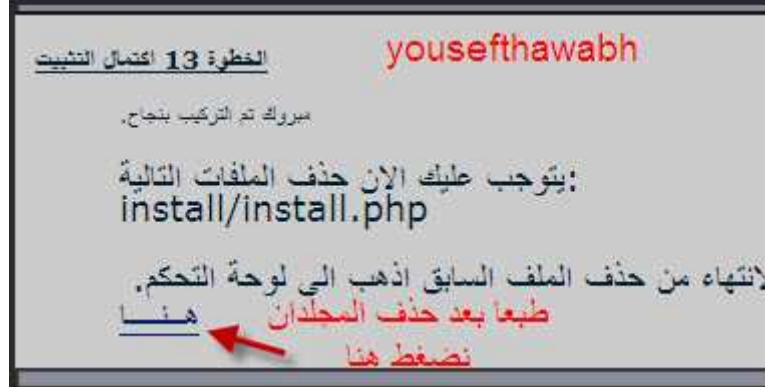 yousefthawabh
الخطوة 13 اكتمال التثبيت
مبروك تم التركيب بنجاح.
يتوجب عليك الان حذف الملفات التالية:
install/install.php
لانتهاء من حذف الملف السابق اذهب الى لوحة التحكم.
هـنــا
طبعا بعد حذف المجلدان
نضغط هنا